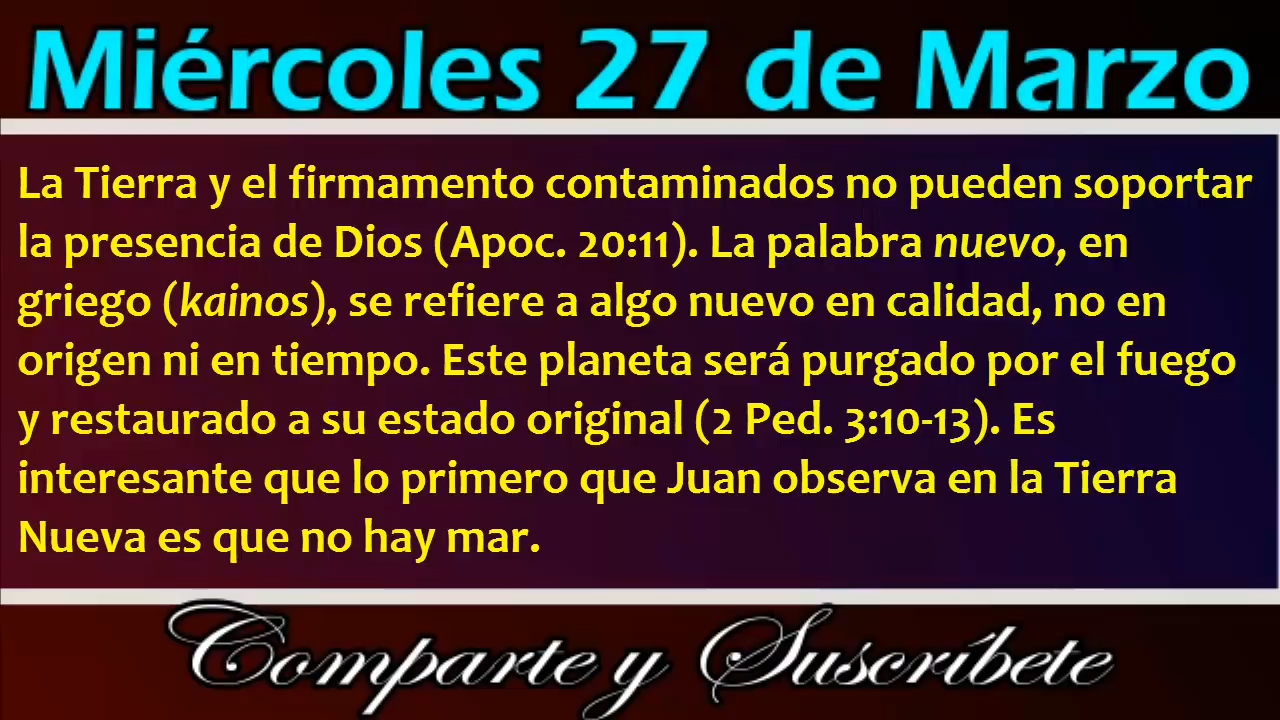 Miércoles 27 de Marzo
La Tierra y el firmamento contaminados no pueden soportar
la presencia de Dios (Apoc. 20:11). La palabra nuevo, en
griego (kainos), se refiere a algo nuevo en calidad, no en
origen ni en tiempo. Este planeta será purgado por el fuego
y restaurado a su estado original (2 Ped. 3:10-13). Es
interesante que lo primero que Juan observa en la Tierra
Nueva es que no hay mar.
Comparte y Suscríbete